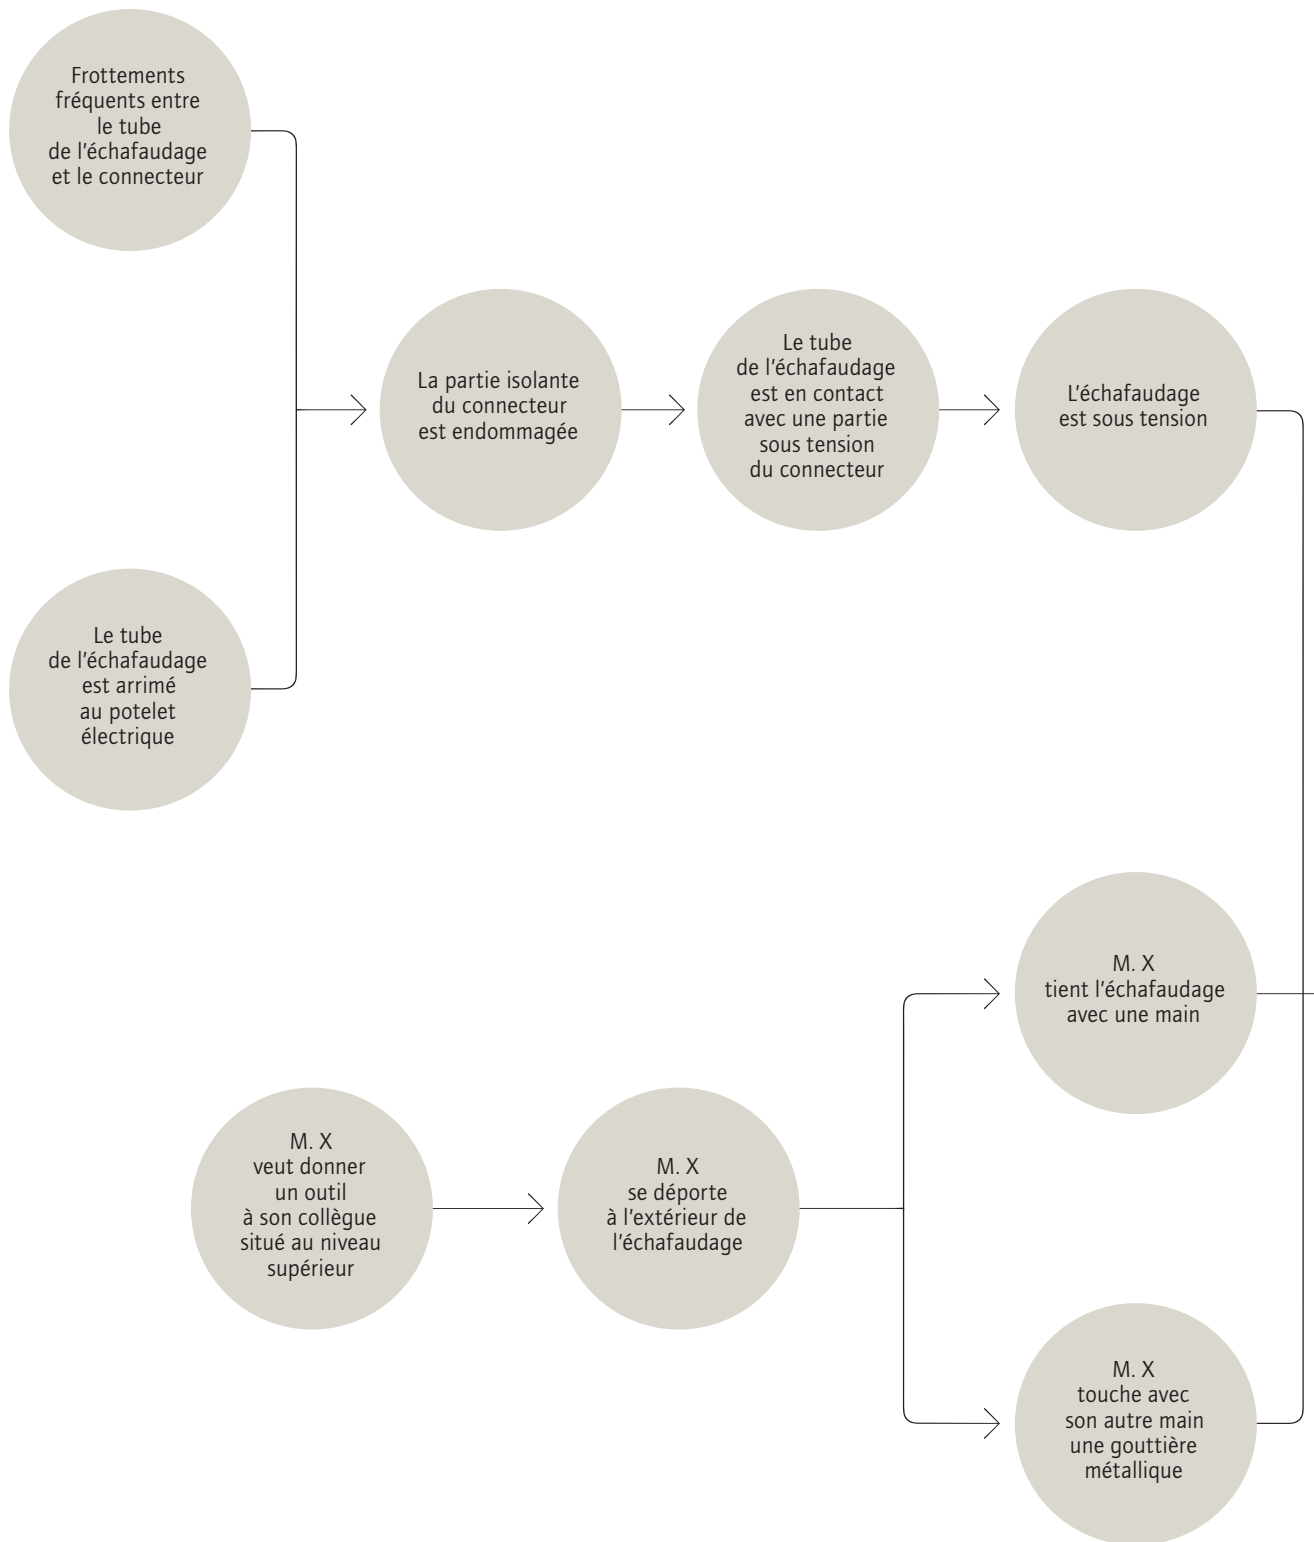 Frottements
fréquents entre
le tube
de l'échafaudage
et le connecteur
La partie isolante
du connecteur
est endommagée
Le tube
de l'échafaudage
est en contact
avec une partie
sous tension
du connecteur
L'échafaudage
est sous tension
Le tube
de l'échafaudage
est arrimé
au potelet
électrique
M. X
tient l'échafaudage
avec une main
M. X
veut donner
un outil
à son collègue
situé au niveau
supérieur
M. X
se déporte
à l'extérieur de
l'échafaudage
M. X
touche avec
son autre main
une gouttière
métallique